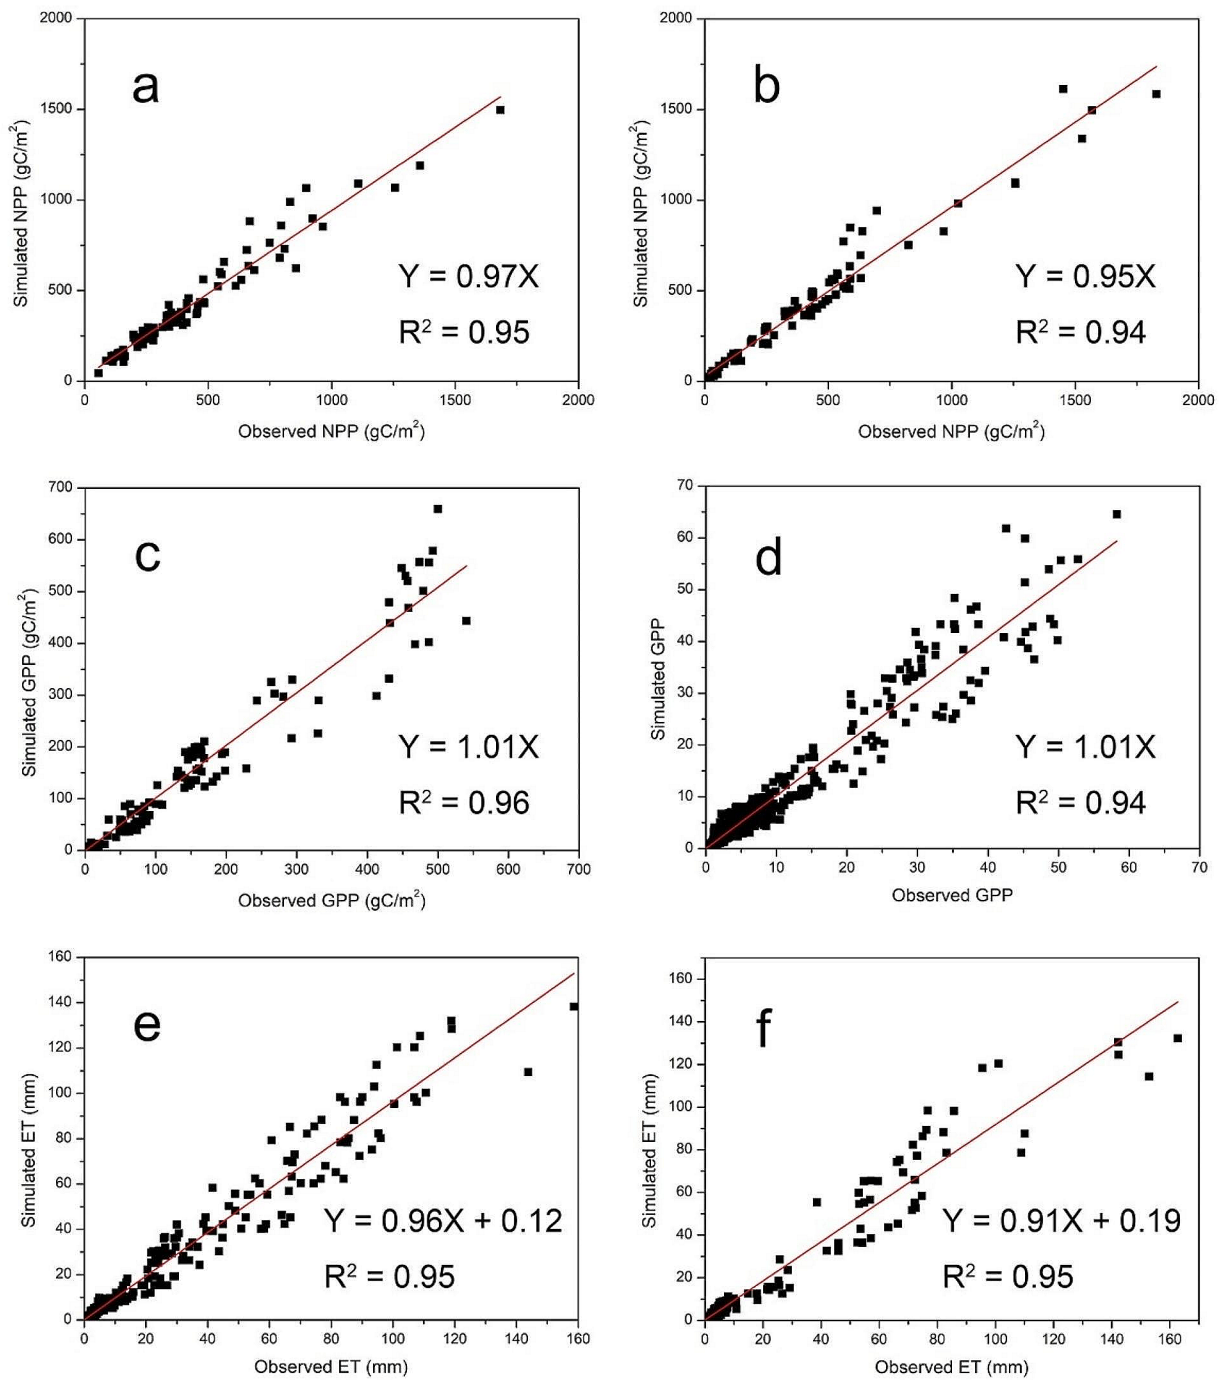 2000
1500
1000
500
0
Simulated NPP (gC/m²)
a
Y = 0.97X
R² = 0.95
0 500 1000 1500 2000
Observed NPP (gC/m²)
2000
1500
1000
500
0
Simulated NPP (gC/m²)
b
Y = 0.95X
R² = 0.94
0 500 1000 1500 2000
Observed NPP (gC/m²)
700
600
500
400
300
200
100
0
Simulated GPP (gC/m²)
c
Y = 1.01X
R² = 0.96
0 100 200 300 400 500 600 700
Observed GPP (gC/m²)
70
60
50
40
30
20
10
0
Simulated GPP
d
Y = 1.01X
R² = 0.94
0 10 20 30 40 50 60 70
Observed GPP
160
140
120
100
80
60
40
20
0
Simulated ET (mm)
e
Y = 0.96X + 0.12
R² = 0.95
0 20 40 60 80 100 120 140 160
Observed ET (mm)
160
140
120
100
80
60
40
20
0
Simulated ET (mm)
f
Y = 0.91X + 0.19
R² = 0.95
0 20 40 60 80 100 120 140 160
Observed ET (mm)